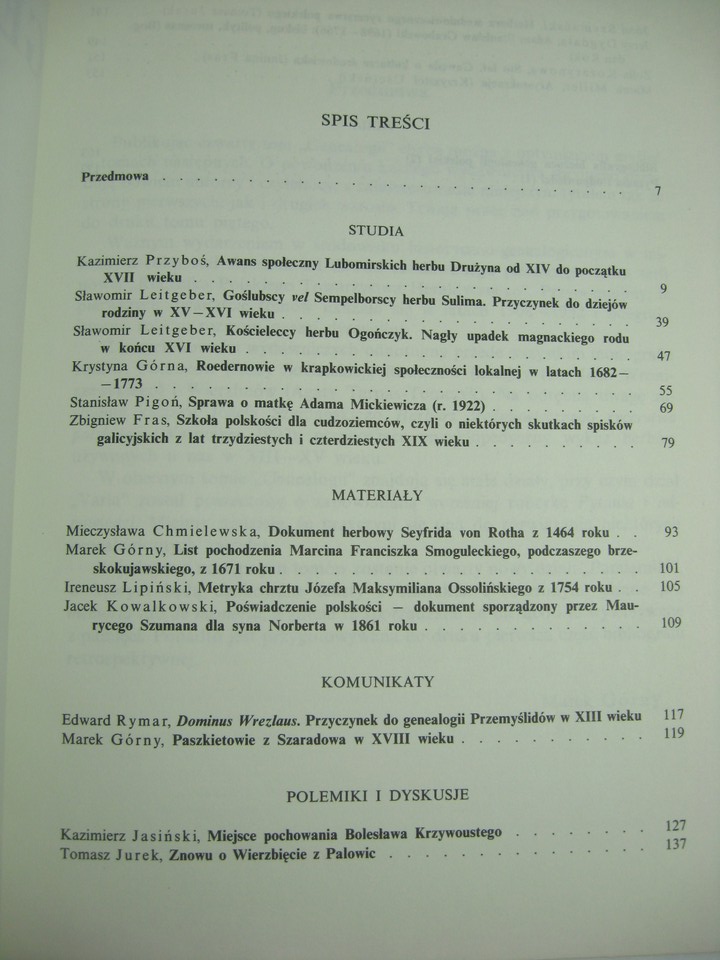 SPIS TREŚCI
Przedmowa . . . . . . . . . . . . . . . . . . . . . . . . . . . . . 7
STUDIA
Kazimierz Przyboś, Awans społeczny Lubomirskich herbu Drużyna od XIV do początku
XVII wieku . . . . . . . . . . . . . . . . . . . . . . . . . . . 9
Sławomir Leitgeber, Goślubscy vel Sempelborscy herbu Sulima. Przyczynek do dziejów
rodziny w XV—XVI wieku . . . . . . . . . . . . . . . . . . . . . . 39
Sławomir Leitgeber, Kościeleccy herbu Ogończyk. Nagły upadek magnackiego rodu
w końcu XVI wieku . . . . . . . . . . . . . . . . . . . . . . . . 47
Krystyna Górna, Roedernowie w krapkowickiej społeczności lokalnej w latach 1682—
—1773 . . . . . . . . . . . . . . . . . . . . . . . . . . . . . 55
Stanisław Pigoń, Sprawa o matkę Adama Mickiewicza (r. 1922) . . . . . . . . . 69
Zbigniew Fras, Szkoła polskości dla cudzoziemców, czyli o niektórych skutkach spisków
galicyjskich z lat trzydziestych i czterdziestych XIX wieku . . . . . . . . . . 79
MATERIAŁY
Mieczysława Chmielewska, Dokument herbowy Seyfrida von Rotha z 1464 roku . . 93
Marek Górny, List pochodzenia Marcina Franciszka Smoguleckiego, podczaszego brze-
skokujawskiego, z 1671 roku . . . . . . . . . . . . . . . . . . . . . . 101
Ireneusz Lipiński, Metryka chrztu Józefa Maksymiliana Ossolińskiego z 1754 roku . . 105
Jacek Kowalkowski, Poświadczenie polskości — dokument sporządzony przez Mau-
rycego Szumana dla syna Norberta w 1861 roku . . . . . . . . . . . . . 109
KOMUNIKATY
Edward Rymar, Dominus Wrezlaus. Przyczynek do genealogii Przemyślidów w XIII wieku 117
Marek Górny, Paszkietowie z Szaradowa w XVIII wieku . . . . . . . . . . . 119
POLEMIKI I DYSKUSJE
Kazimierz Jasiński, Miejsce pochowania Bolesława Krzywoustego . . . . . . . 127
Tomasz Jurek, Znowu o Wierzbięcie z Palowic . . . . . . . . . . . . . . 137